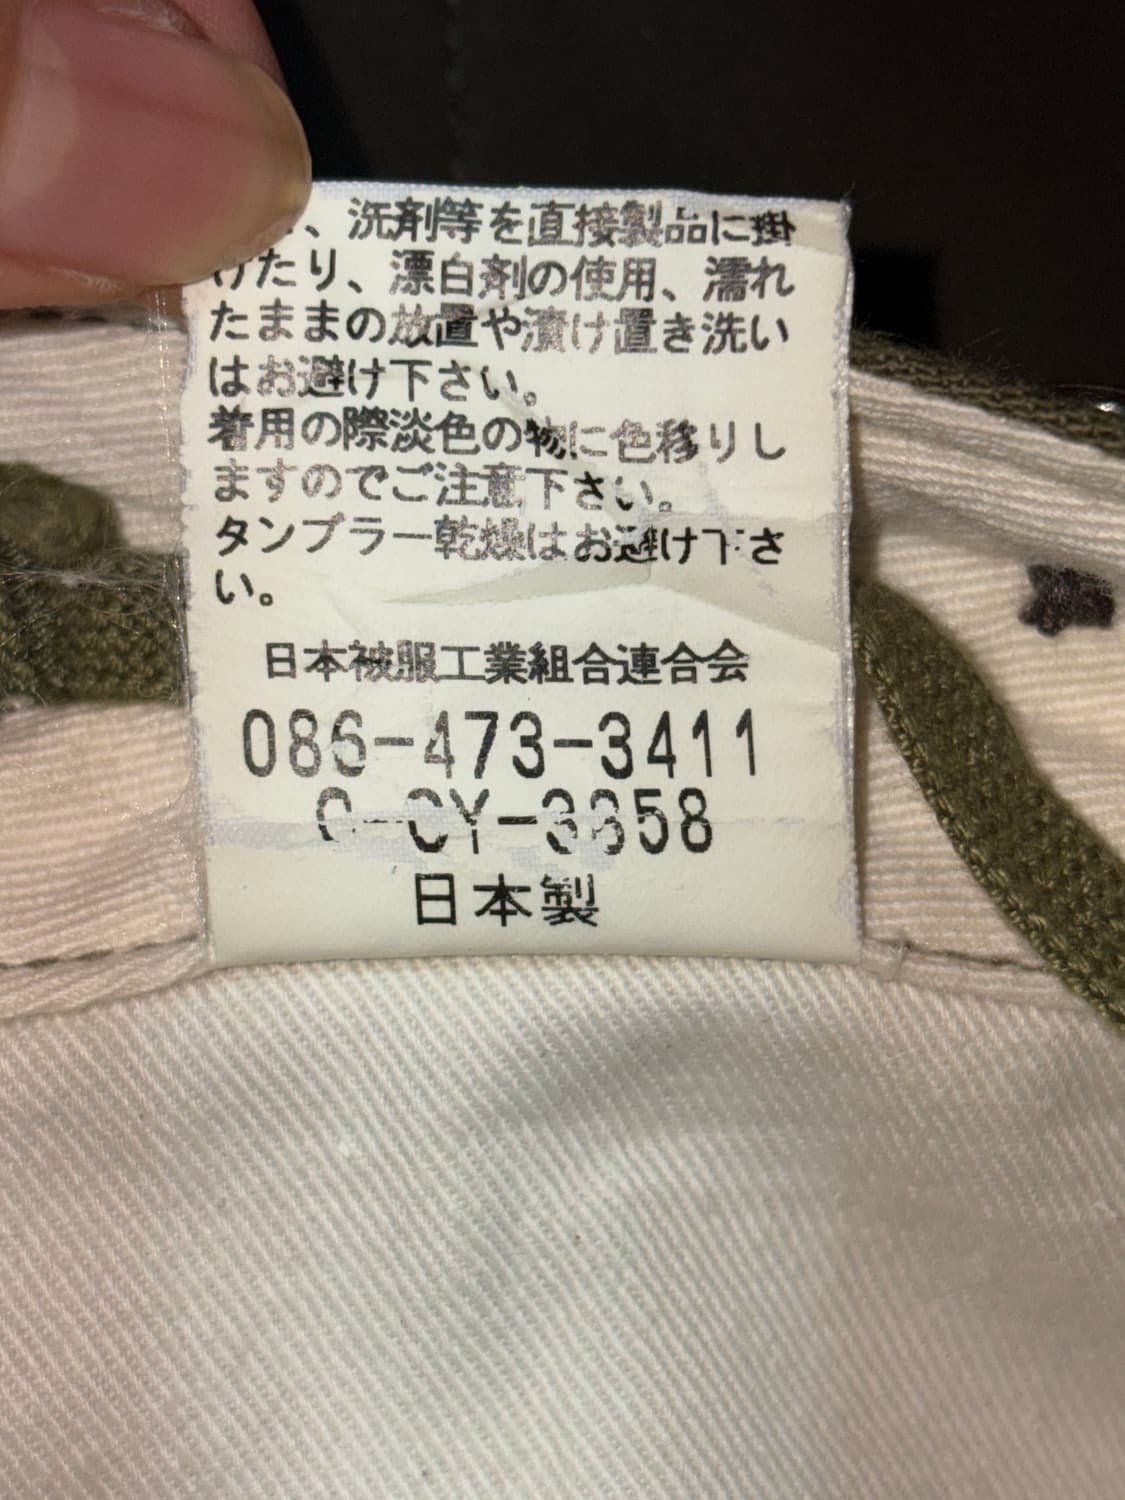 、洗剤等を直接製品に掛
けたり、漂白剤の使用、濡れ
たままの放置や漬け置き洗い
はお避け下さい。
着用の際淡色の物に色移りし
ますのでご注意下さい。
タンブラー乾燥はお避け下さ
い。
日本被服工業組合連合会
086-473-3411
日本製